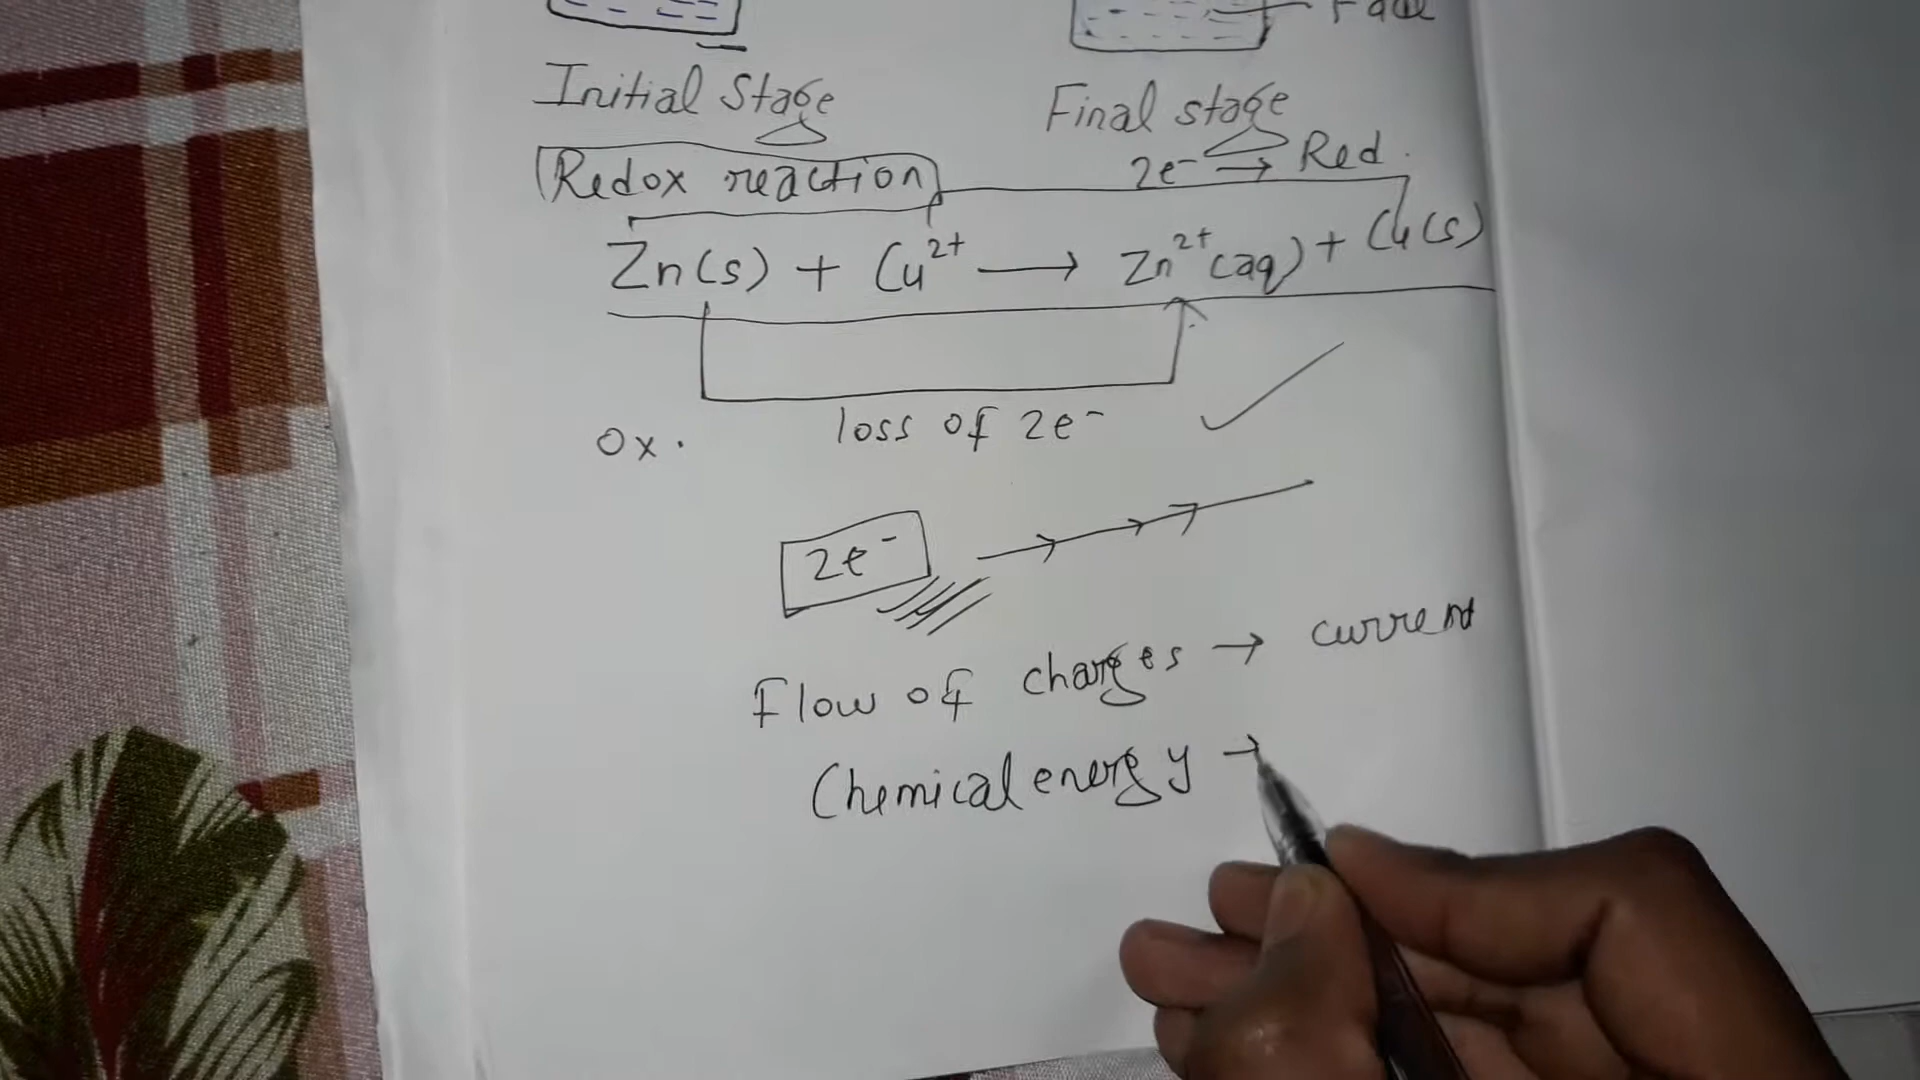 Initial Stage
Final stage
Redox reaction
2e⁻ → Red.
Zn(s) + Cu²⁺ → Zn²⁺(aq) + Cu(s)
Ox. loss of 2e⁻
2e⁻
Flow of charges → current
Chemical energy →